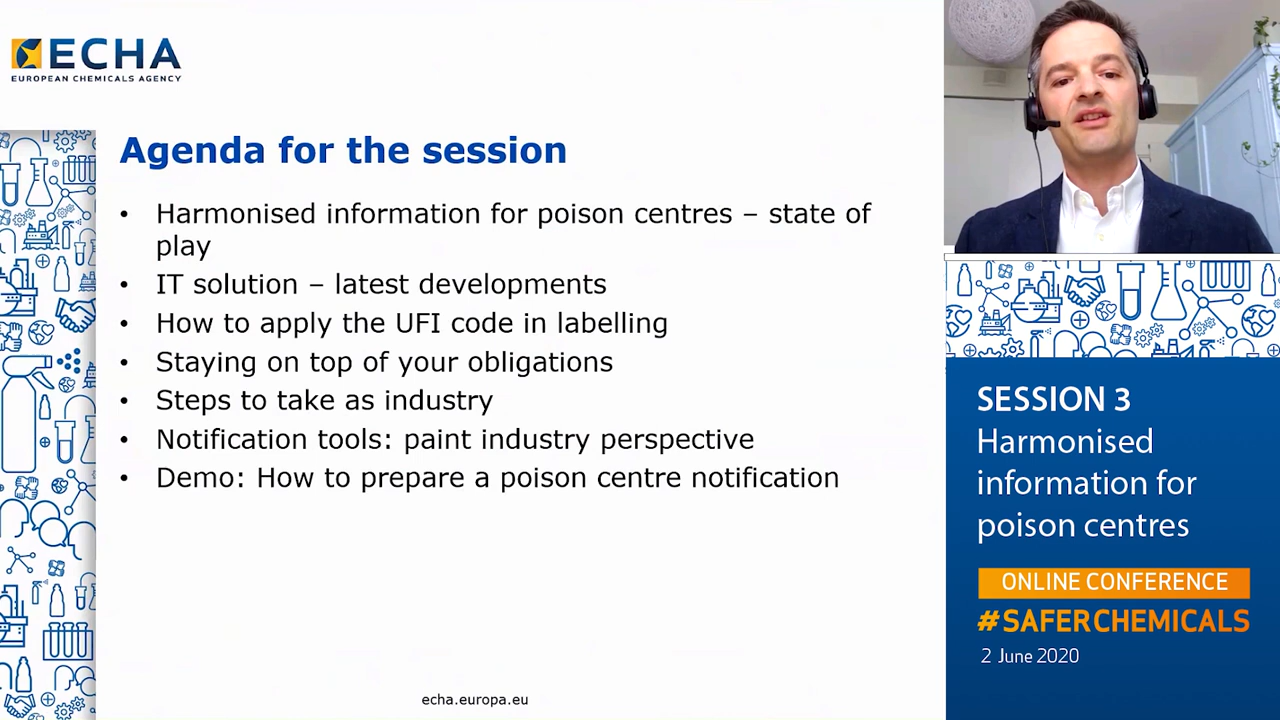 ECHA
EUROPEAN CHEMICALS AGENCY
Agenda for the session
• Harmonised information for poison centres – state of
play
• IT solution – latest developments
• How to apply the UFI code in labelling
• Staying on top of your obligations
• Steps to take as industry
• Notification tools: paint industry perspective
• Demo: How to prepare a poison centre notification
echa.europa.eu
SESSION 3
Harmonised
information for
poison centres
ONLINE CONFERENCE
#SAFERCHEMICALS
2 June 2020